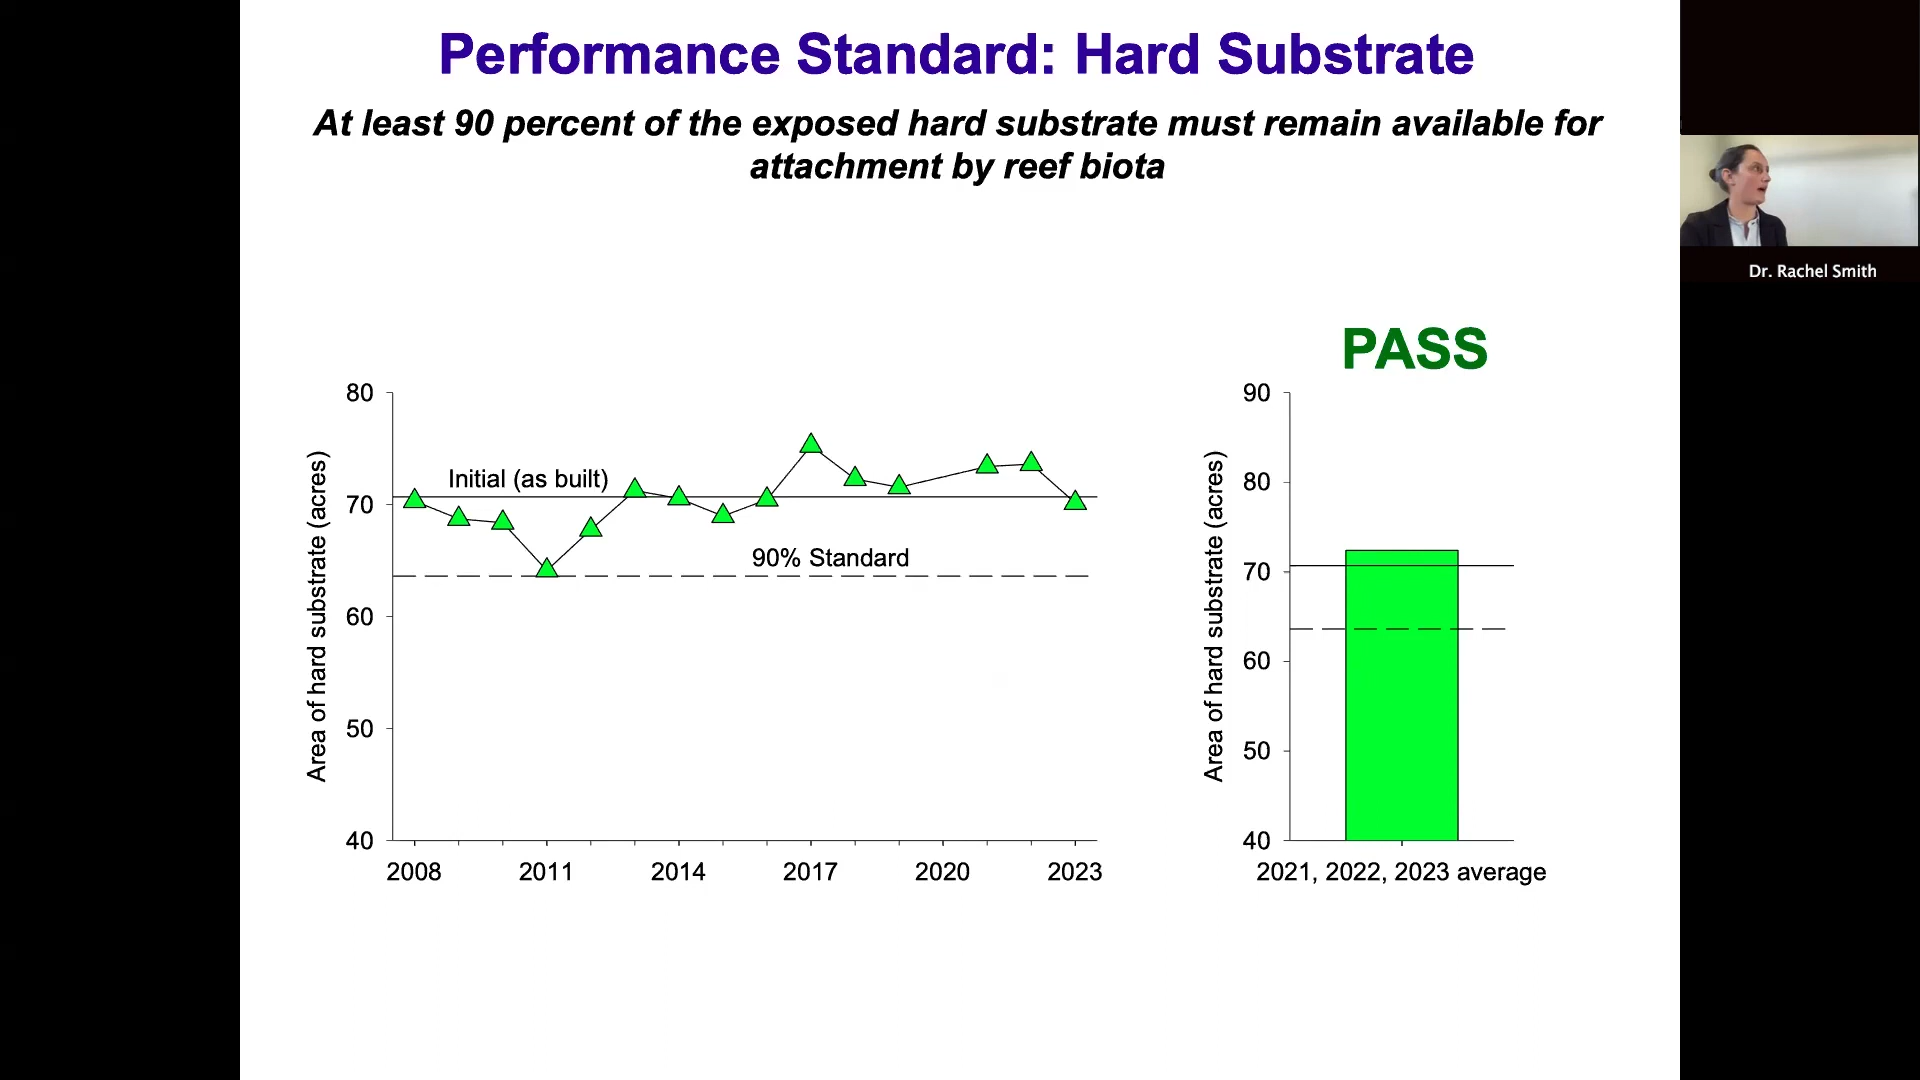 Performance Standard: Hard Substrate
At least 90 percent of the exposed hard substrate must remain available for
attachment by reef biota
Dr. Rachel Smith
80
70
60
50
40
Area of hard substrate (acres)
Initial (as built)
90% Standard
2008 2011 2014 2017 2020 2023
PASS
90
80
70
60
50
40
Area of hard substrate (acres)
2021, 2022, 2023 average